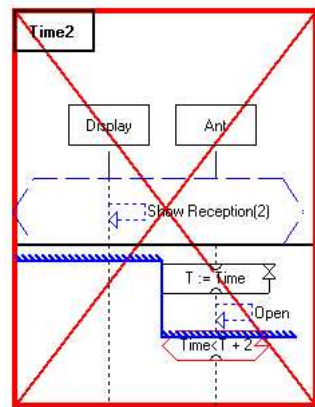 Time2
Display
Ant
Show Reception(2)
T := Time
Open
Time< T + 2